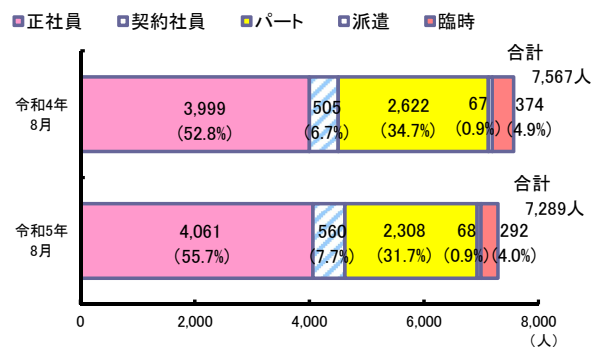 正社員 契約社員 パート 派遣 臨時
合計
7,567人
令和4年
8月
3,999 505 2,622 67 374
(52.8%) (6.7%) (34.7%) (0.9%) (4.9%)
合計
7,289人
令和5年
8月
4,061 560 2,308 68 292
(55.7%) (7.7%) (31.7%) (0.9%) (4.0%)
0 2,000 4,000 6,000 8,000
(人)